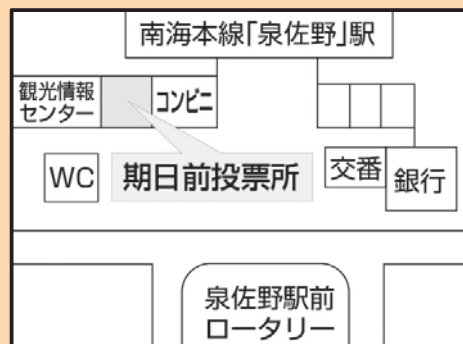 南海本線「泉佐野」駅
観光情報
センター
コンビニ
WC
期日前投票所
交番
銀行
泉佐野駅前
ロータリー